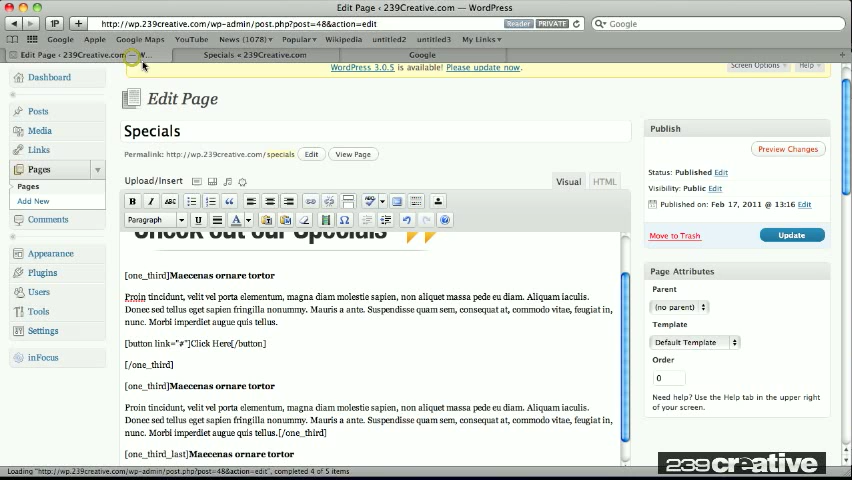 Edit Page ‹ 239Creative.com — WordPress
http://wp.239Creative.com/wp-admin/post.php?post=48&action=edit
Reader
PRIVATE
Google
Google
Apple
Google Maps
YouTube
News (1078)
Popular
Wikipedia
untitled2
untitled3
My Links
Edit Page ‹ 239Creative.com — W...
Specials « 239Creative.com
Google
WordPress 3.0.5 is available! Please update now.
Screen Options
Help
Dashboard
Posts
Media
Links
Pages
Pages
Add New
Comments
Appearance
Plugins
Users
Tools
Settings
inFocus
Edit Page
Specials
Permalink: http://wp.239creative.com/specials
Edit
View Page
Upload/Insert
Visual
HTML
B
I
ABC
Paragraph
U
A
Check out our Specials
[one_third]Maecenas ornare tortor
Proin tincidunt, velit vel porta elementum, magna diam molestie sapien, non aliquet massa pede eu diam. Aliquam iaculis.
Donec sed tellus eget sapien fringilla nonummy. Mauris a ante. Suspendisse quam sem, consequat at, commodo vitae, feugiat in,
nunc. Morbi imperdiet augue quis tellus.
[button link="#"]Click Here[/button]
[/one_third]
[one_third]Maecenas ornare tortor
Proin tincidunt, velit vel porta elementum, magna diam molestie sapien, non aliquet massa pede eu diam. Aliquam iaculis.
Donec sed tellus eget sapien fringilla nonummy. Mauris a ante. Suspendisse quam sem, consequat at, commodo vitae, feugiat in,
nunc. Morbi imperdiet augue quis tellus.[/one_third]
[one_third_last]Maecenas ornare tortor
Publish
Preview Changes
Status: Published Edit
Visibility: Public Edit
Published on: Feb 17, 2011 @ 13:16 Edit
Move to Trash
Update
Page Attributes
Parent
(no parent)
Template
Default Template
Order
0
Need help? Use the Help tab in the upper right
of your screen.
Loading "http://wp.239creative.com/wp-admin/post.php?post=48&action=edit", completed 4 of 5 items
239creative